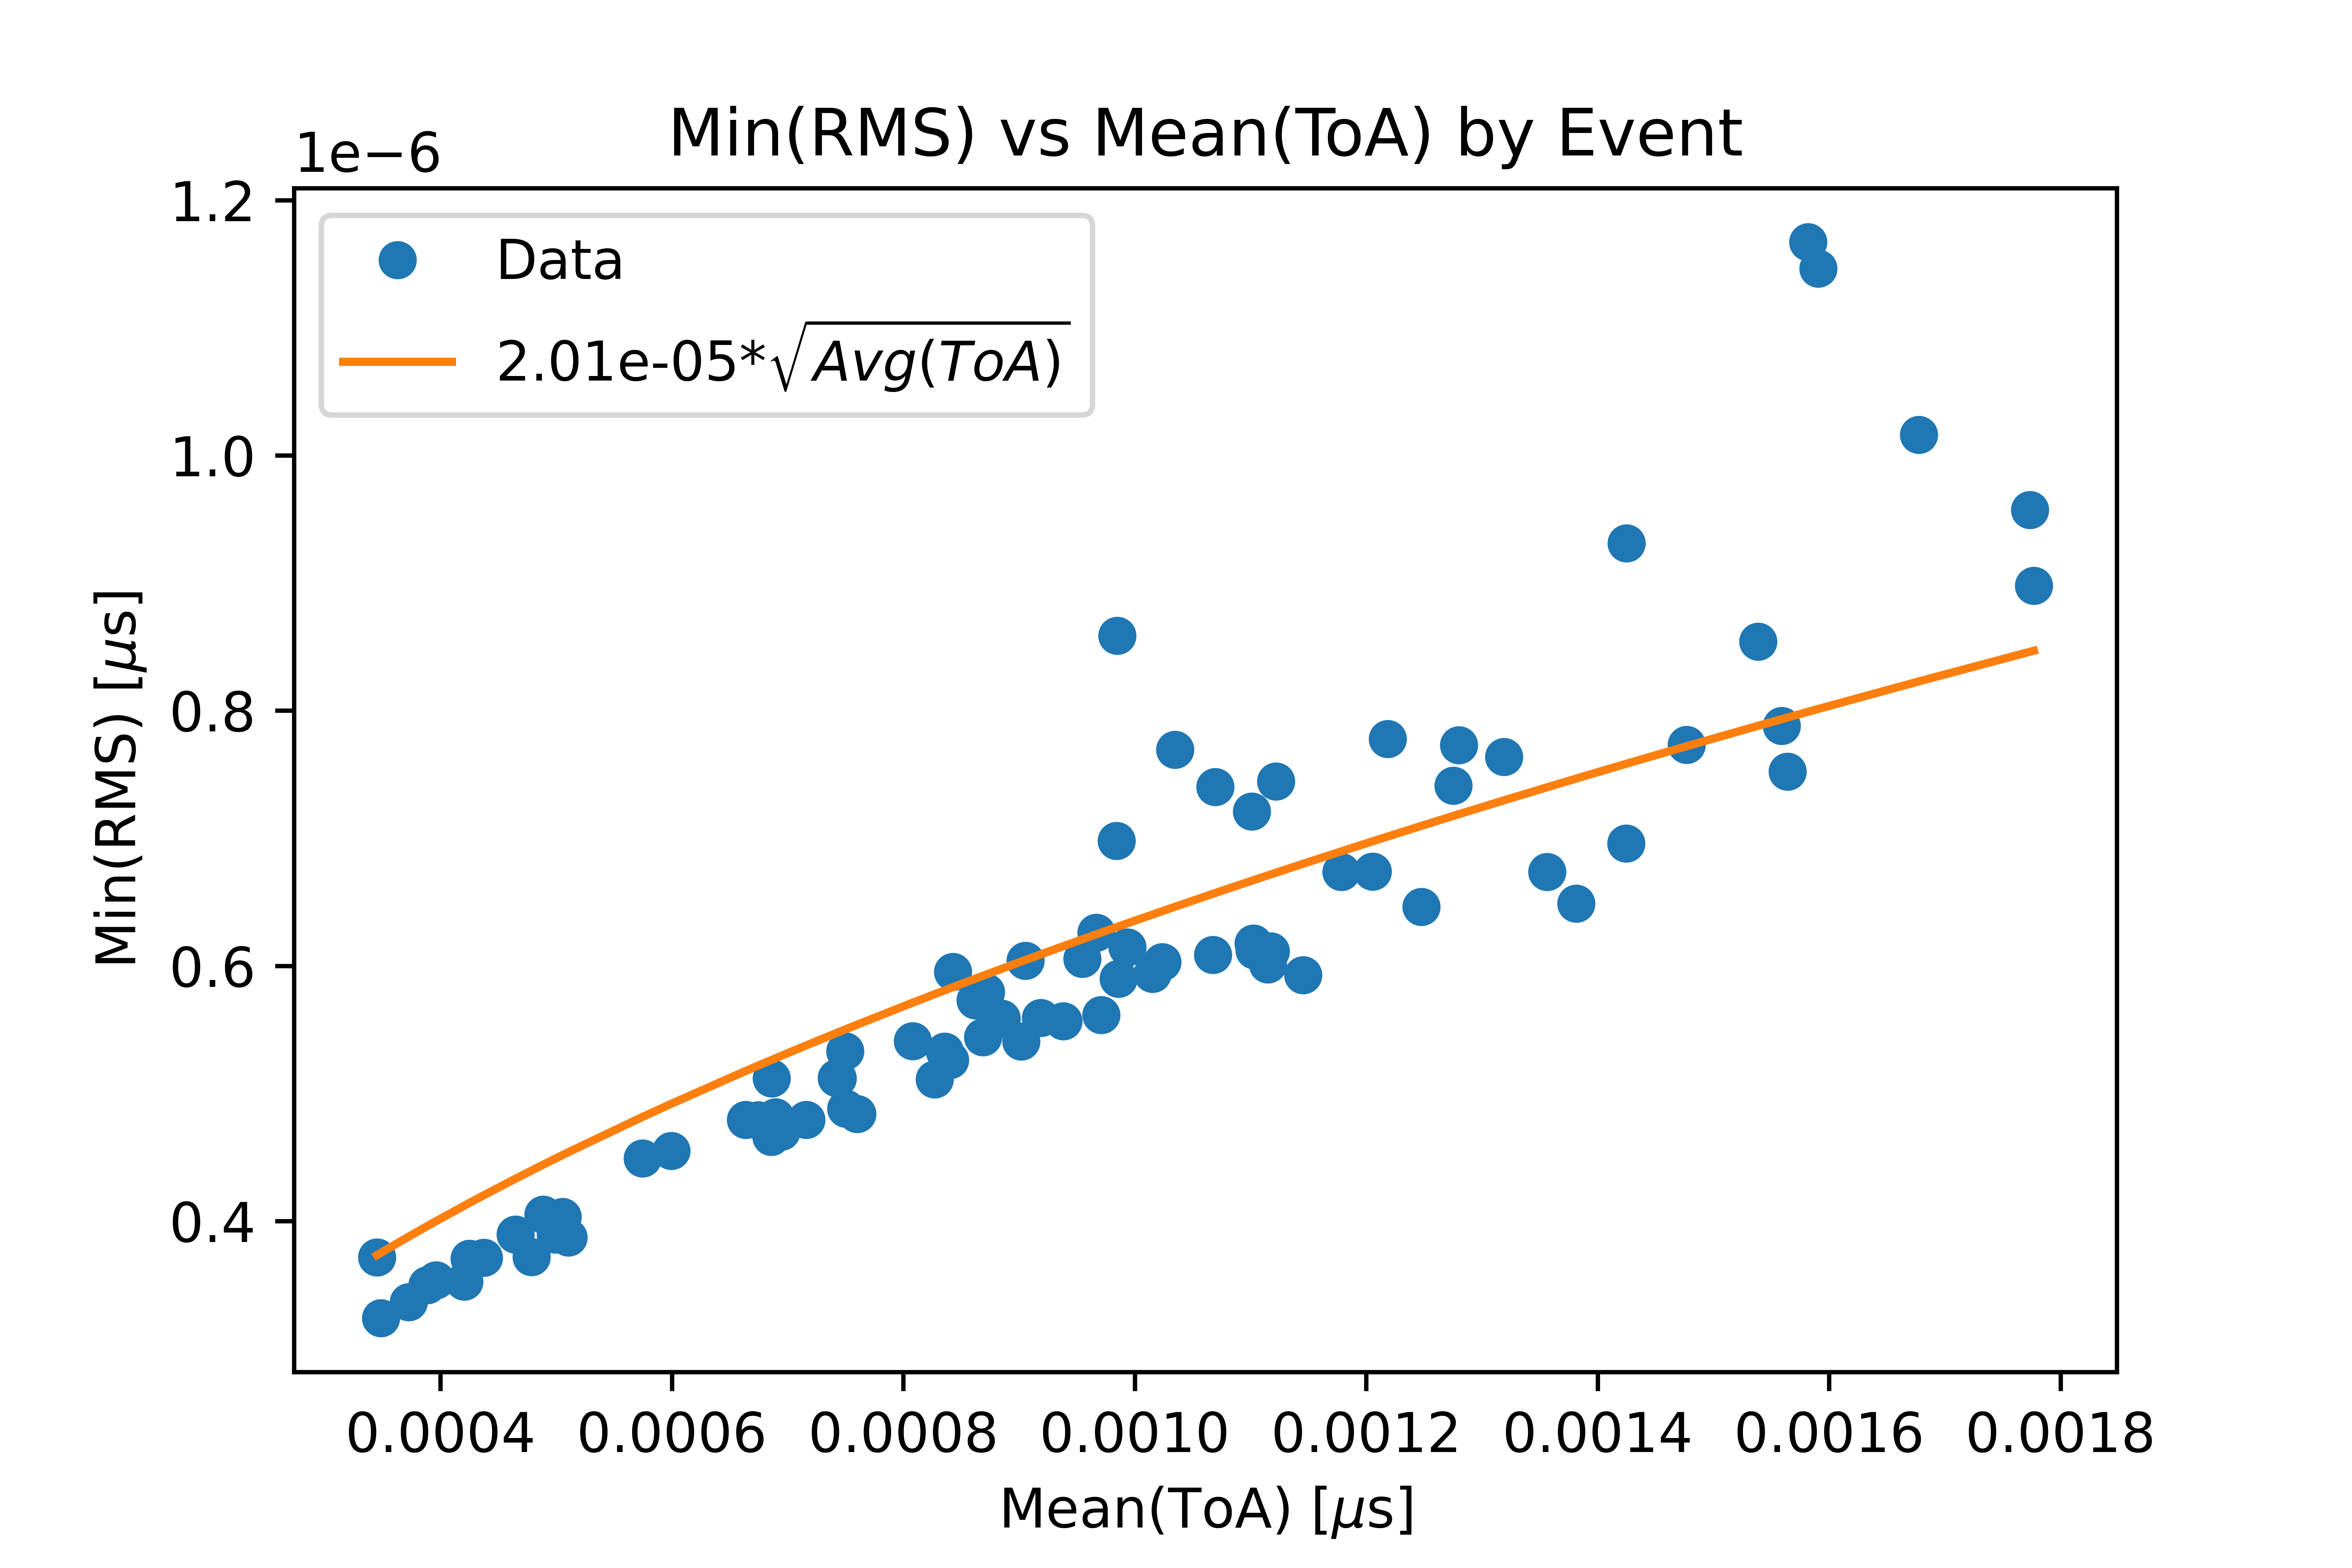 Min(RMS) vs Mean(ToA) by Event
1e−6
1.2
1.0
0.8
0.6
0.4
Min(RMS) [μs]
Data
2.01e-05*√Avg(ToA)
0.0004 0.0006 0.0008 0.0010 0.0012 0.0014 0.0016 0.0018
Mean(ToA) [μs]